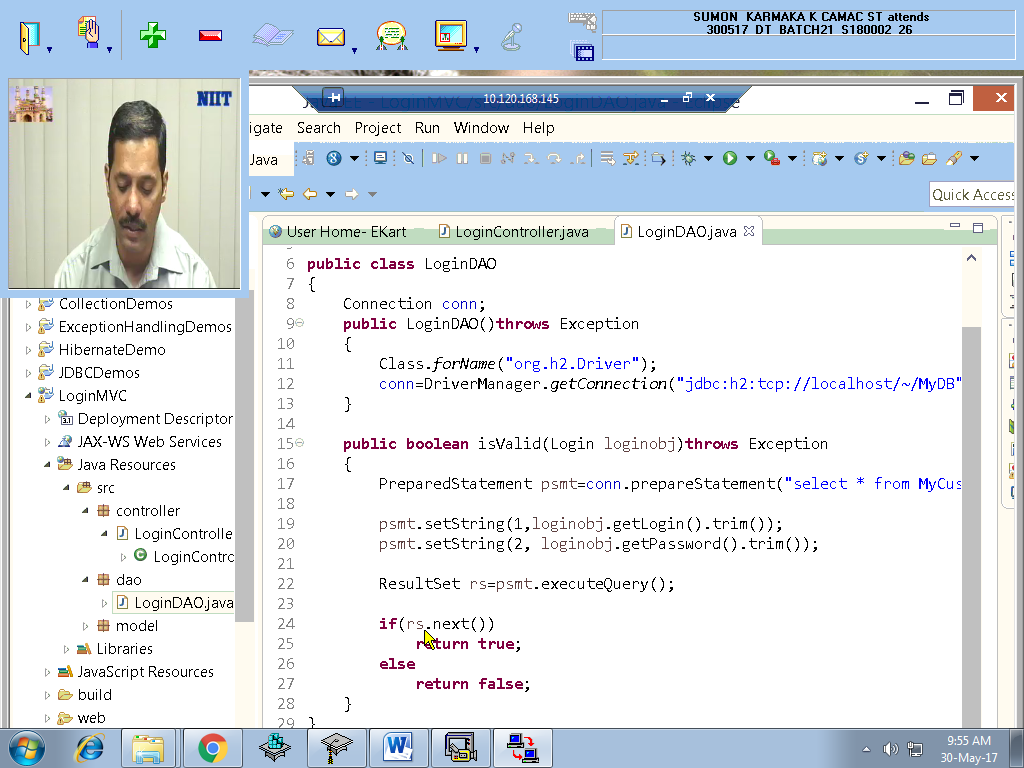 SUMON KARMAKA K CAMAC ST attends
300517_DT_BATCH21_S180002_26
NIIT
10.120.168.145
igate Search Project Run Window Help
Java
Quick Access
User Home- EKart
LoginController.java
LoginDAO.java
CollectionDemos
ExceptionHandlingDemos
HibernateDemo
JDBCDemos
LoginMVC
Deployment Descriptor
JAX-WS Web Services
Java Resources
src
controller
LoginControlle
LoginContrc
dao
LoginDAO.java
model
Libraries
JavaScript Resources
build
web
6 public class LoginDAO
7 {
8 Connection conn;
9 public LoginDAO()throws Exception
10 {
11 Class.forName("org.h2.Driver");
12 conn=DriverManager.getConnection("jdbc:h2:tcp://localhost/~/MyDB"
13 }
14
15 public boolean isValid(Login loginobj)throws Exception
16 {
17 PreparedStatement psmt=conn.prepareStatement("select * from MyCus
18
19 psmt.setString(1,loginobj.getLogin().trim());
20 psmt.setString(2, loginobj.getPassword().trim());
21
22 ResultSet rs=psmt.executeQuery();
23
24 if(rs.next())
25 return true;
26 else
27 return false;
28 }
29 }
9:55 AM
30-May-17